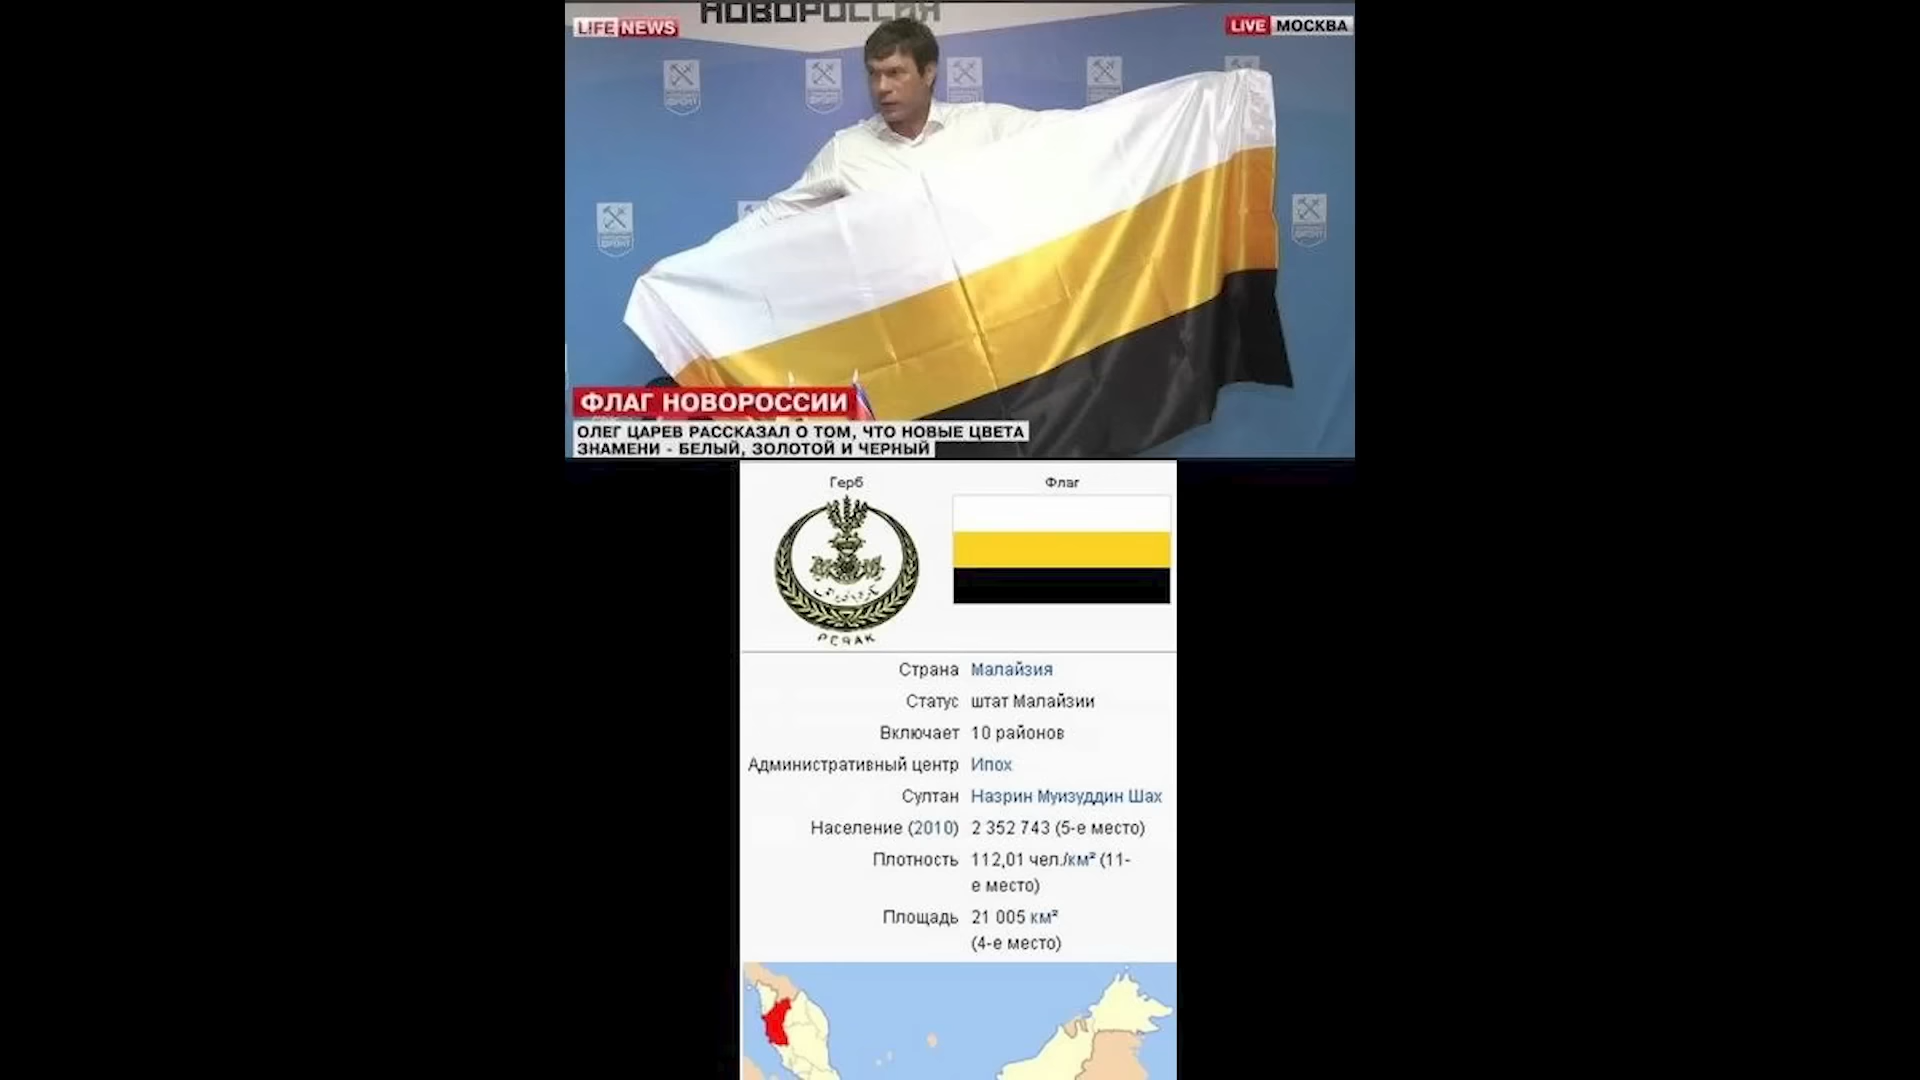 НОВОРОССИЯ
LIFE NEWS
LIVE МОСКВА
ФЛАГ НОВОРОССИИ
ОЛЕГ ЦАРЕВ РАССКАЗАЛ О ТОМ, ЧТО НОВЫЕ ЦВЕТА
ЗНАМЕНИ - БЕЛЫЙ, ЗОЛОТОЙ И ЧЕРНЫЙ
Герб
Флаг
PERAK
Страна Малайзия
Статус штат Малайзии
Включает 10 районов
Административный центр Ипох
Султан Назрин Муизуддин Шах
Население (2010) 2 352 743 (5-е место)
Плотность 112,01 чел./км² (11-
е место)
Площадь 21 005 км²
(4-е место)